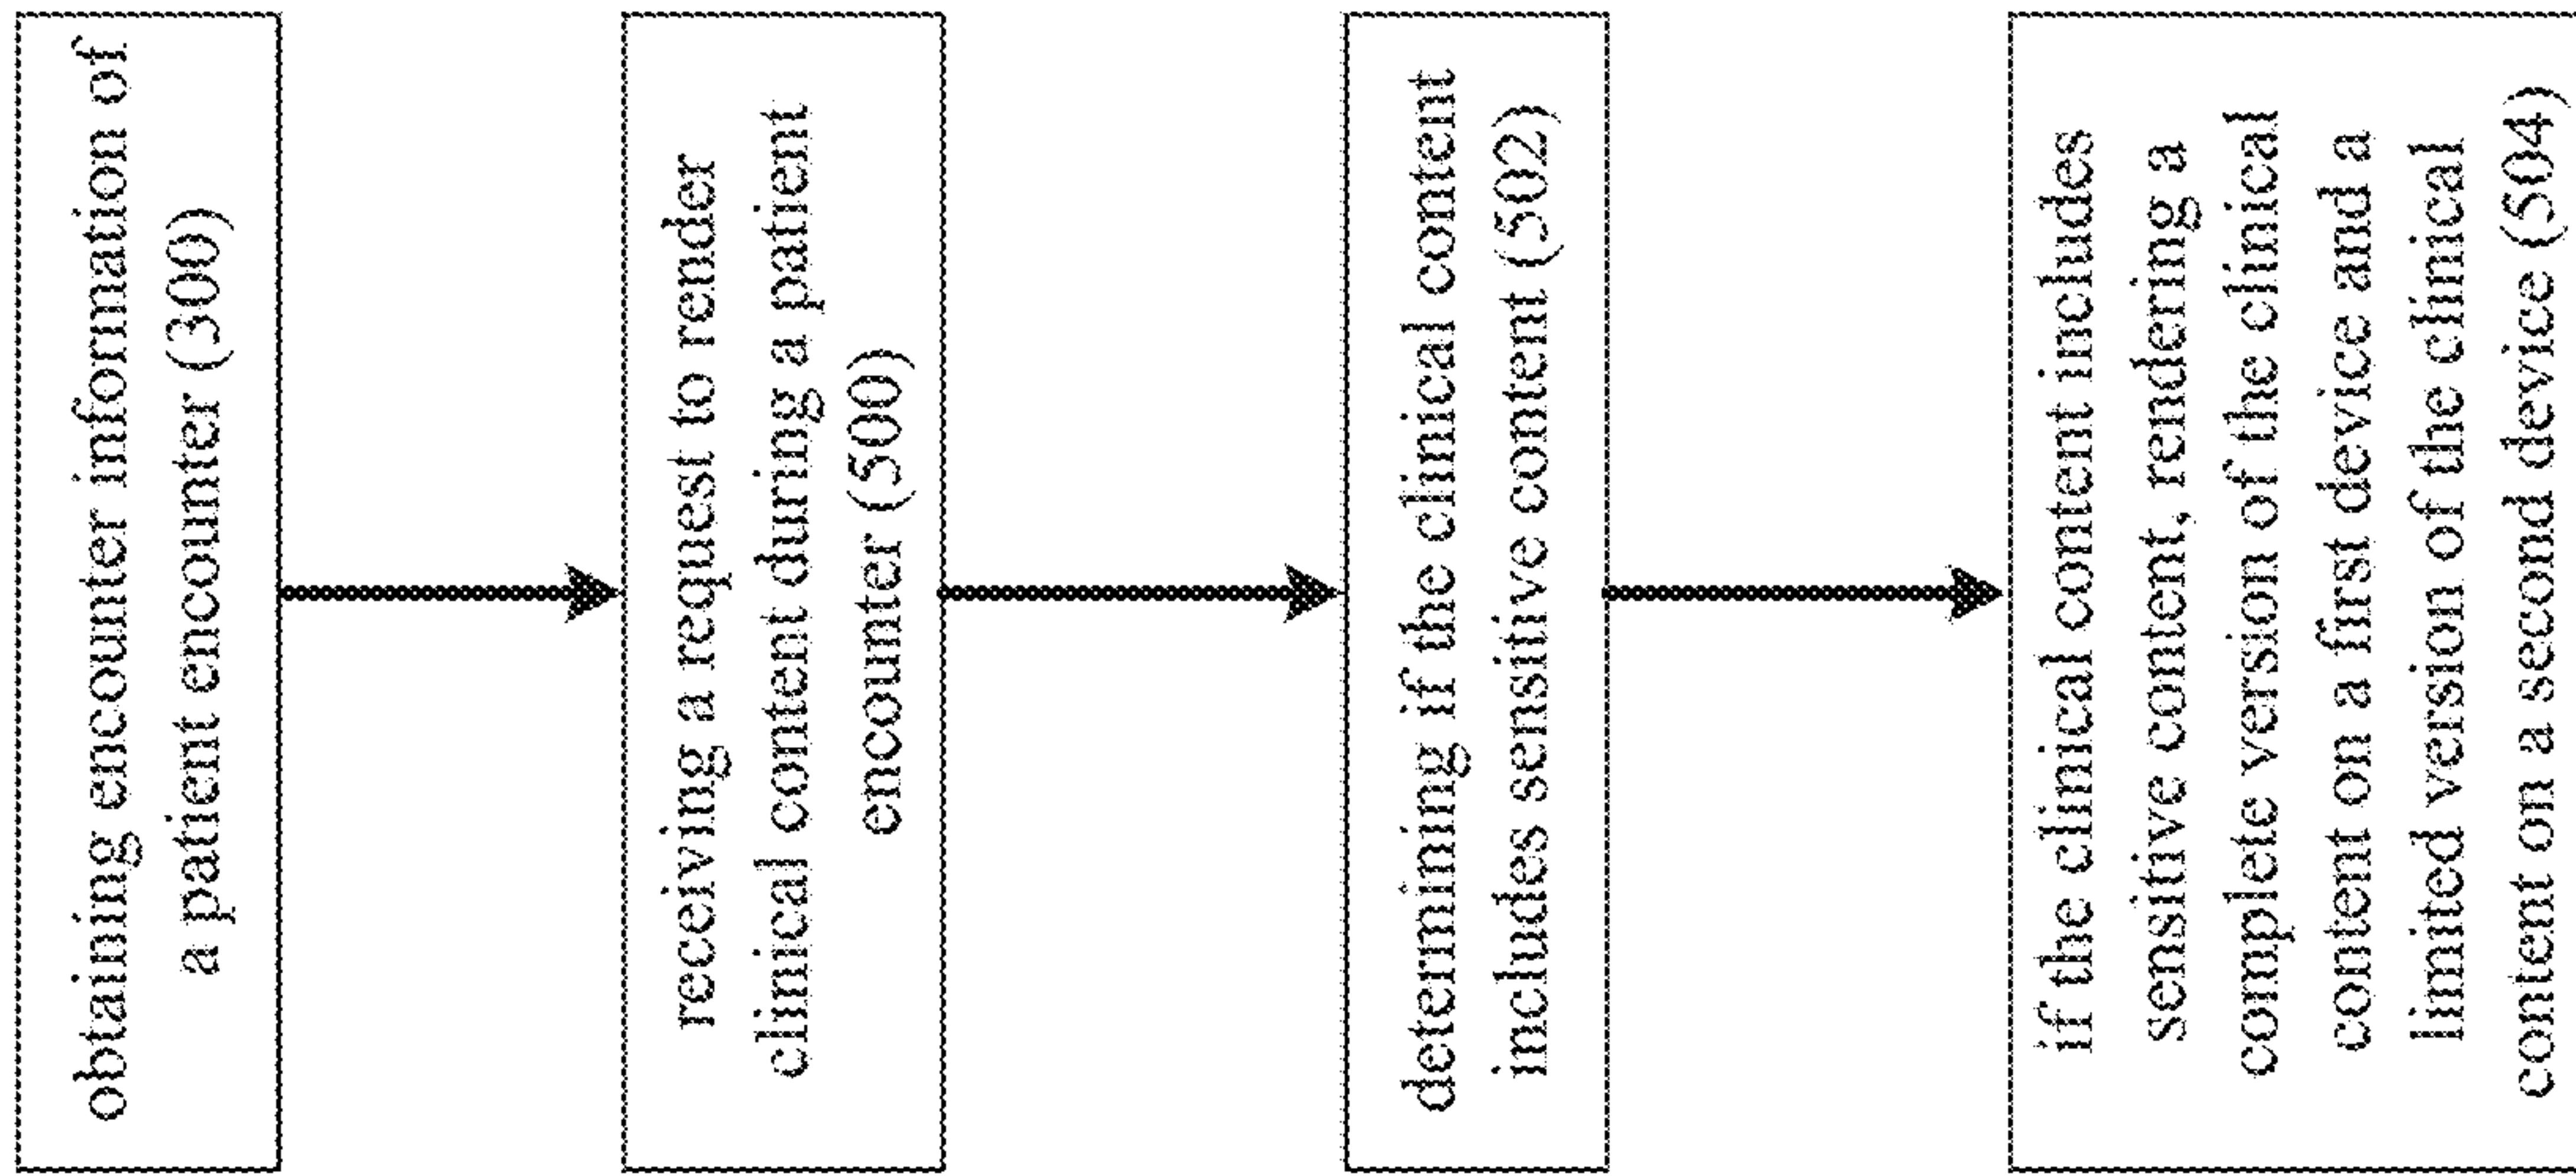 obtaining encounter information of
a patient encounter (300)
receiving a request to render
clinical content during a patient
encounter (500)
determining if the clinical content
includes sensitive content (502)
if the clinical content includes
sensitive content, rendering a
complete version of the clinical
content on a first device and a
limited version of the clinical
content on a second device (504)